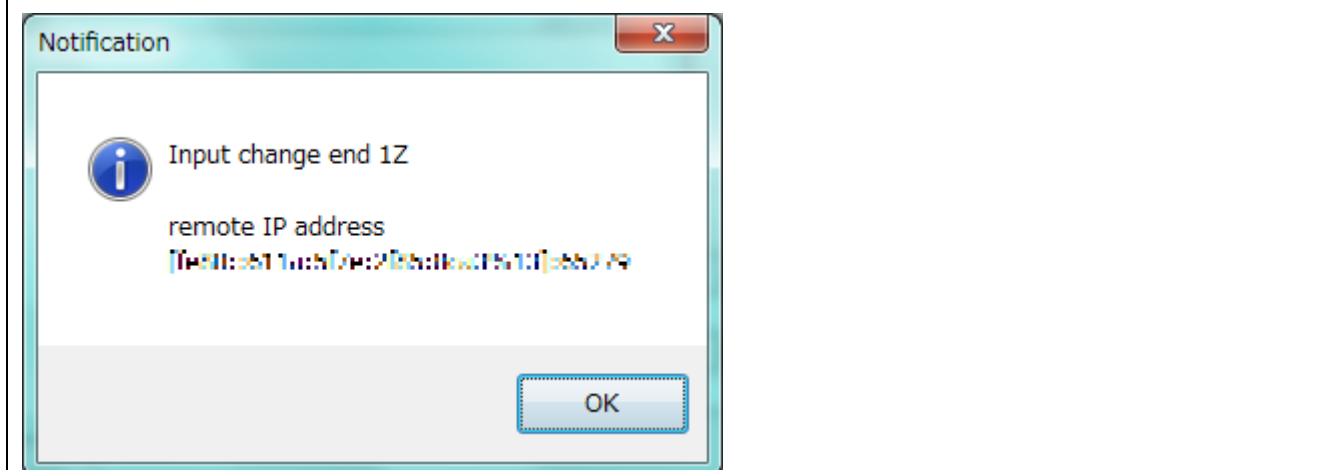 Notification
Input change end 1Z
remote IP address
OK